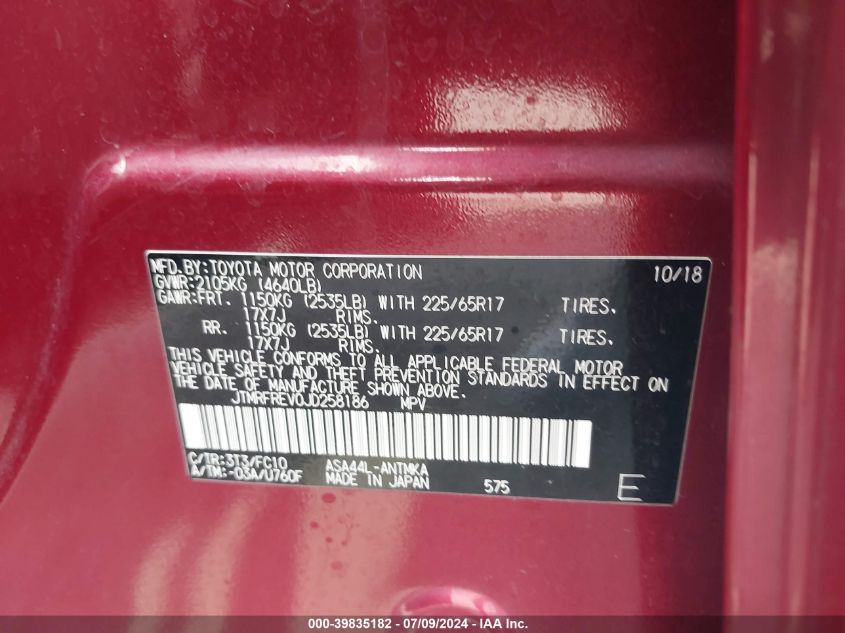 MFD.BY:TOYOTA MOTOR CORPORATION 10/18
GVWR:2105KG (4640LB)
GAWR:FRT. 1150KG (2535LB) WITH 225/65R17 TIRES.
17X7J RIMS.
RR. 1150KG (2535LB) WITH 225/65R17 TIRES.
17X7J RIMS.
THIS VEHICLE CONFORMS TO ALL APPLICABLE FEDERAL MOTOR
VEHICLE SAFETY AND THEFT PREVENTION STANDARDS IN EFFECT ON
THE DATE OF MANUFACTURE SHOWN ABOVE.
JTMRFREV0JD258186 MPV
C/TR:3T3/FC10 ASA44L-ANTMKA
A/TM:-03A/U760F MADE IN JAPAN 575 E
000-39835182 - 07/09/2024 - IAA Inc.